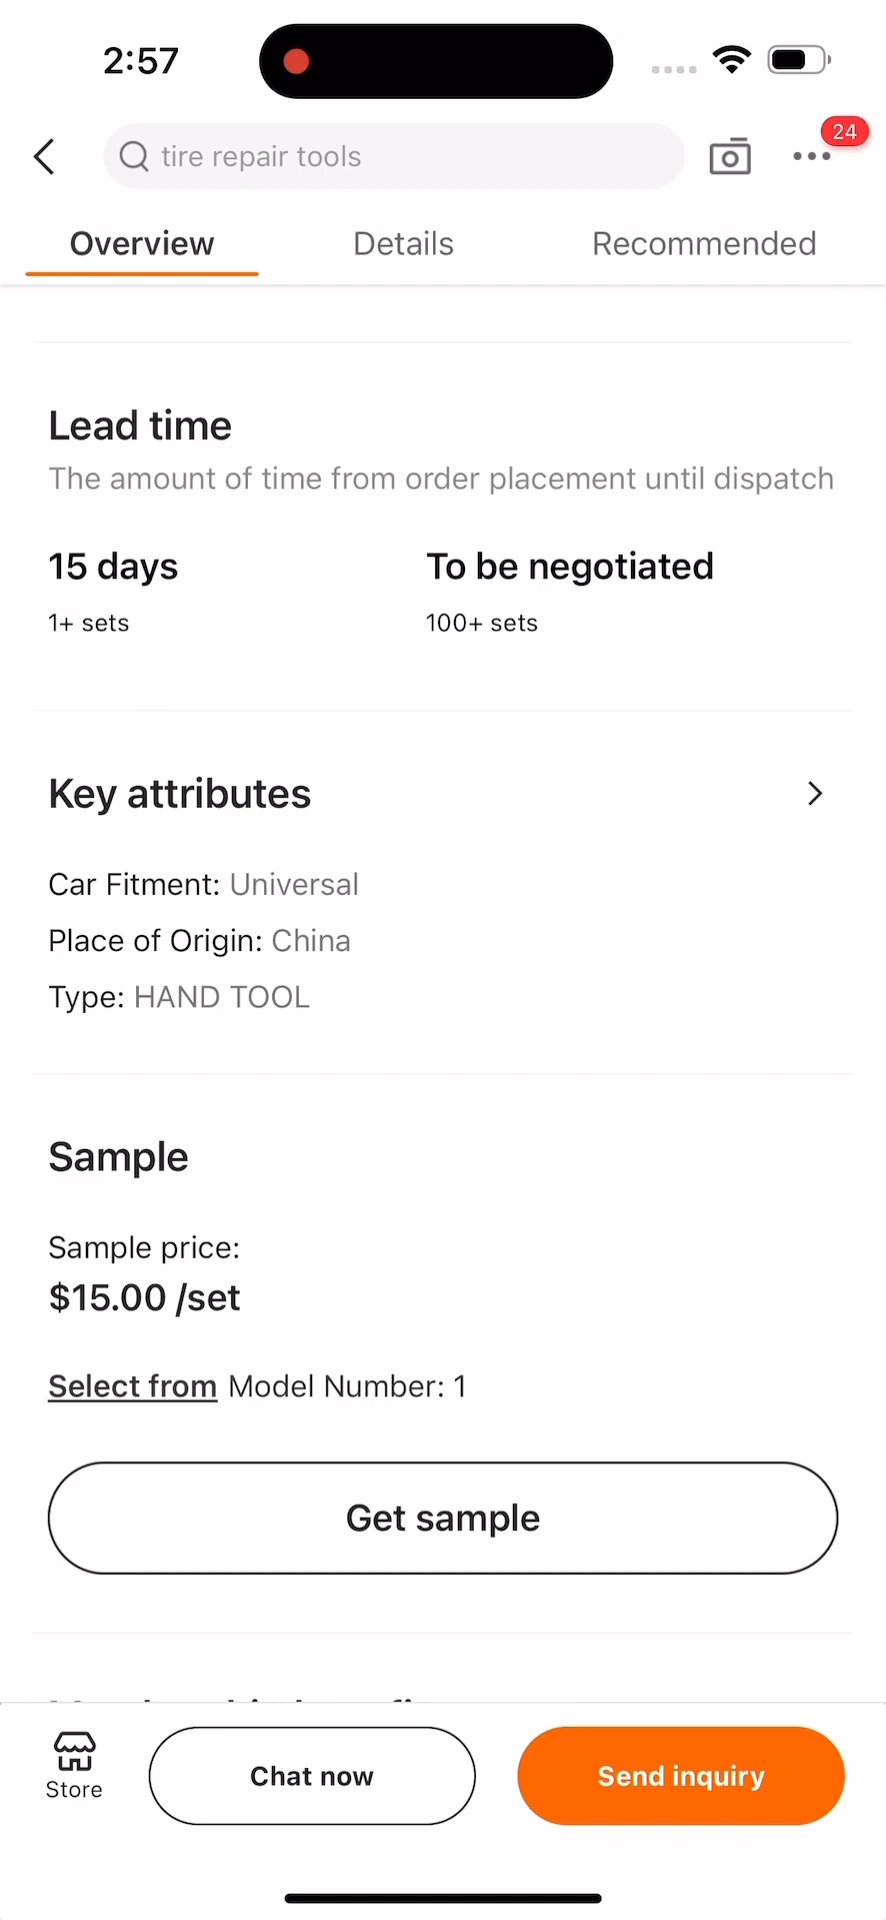 2:57
24
tire repair tools
Overview
Details
Recommended
Lead time
The amount of time from order placement until dispatch
15 days
To be negotiated
1+ sets
100+ sets
Key attributes
Car Fitment: Universal
Place of Origin: China
Type: HAND TOOL
Sample
Sample price:
$15.00 /set
Select from Model Number: 1
Get sample
Store
Chat now
Send inquiry